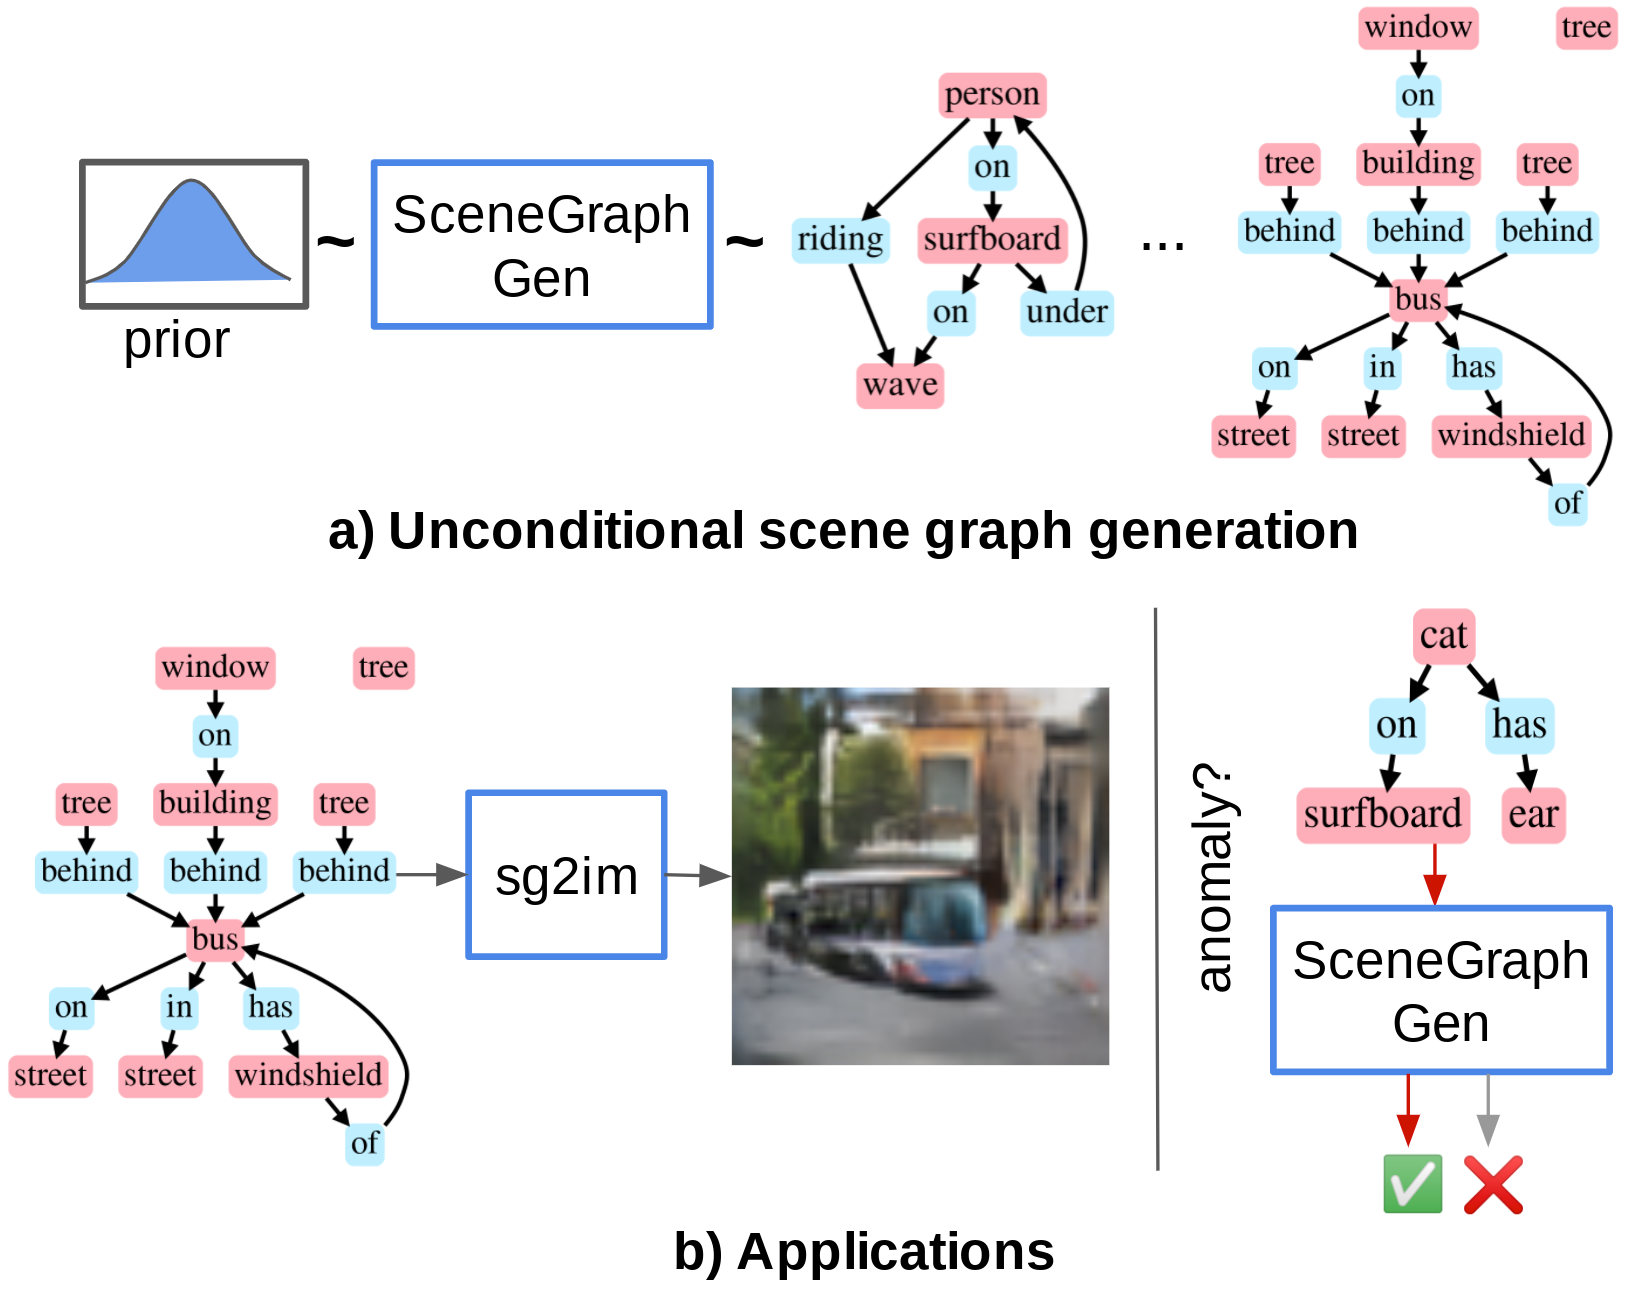 window tree
person
on
on
tree building tree
SceneGraph
Gen
~
~
riding surfboard
...
behind behind behind
on under
bus
prior
wave
on in has
street street windshield
of
a) Unconditional scene graph generation
window tree
on
tree building tree
behind behind behind
bus
on in has
street street windshield
of
sg2im
anomaly?
cat
on has
surfboard ear
SceneGraph
Gen
b) Applications